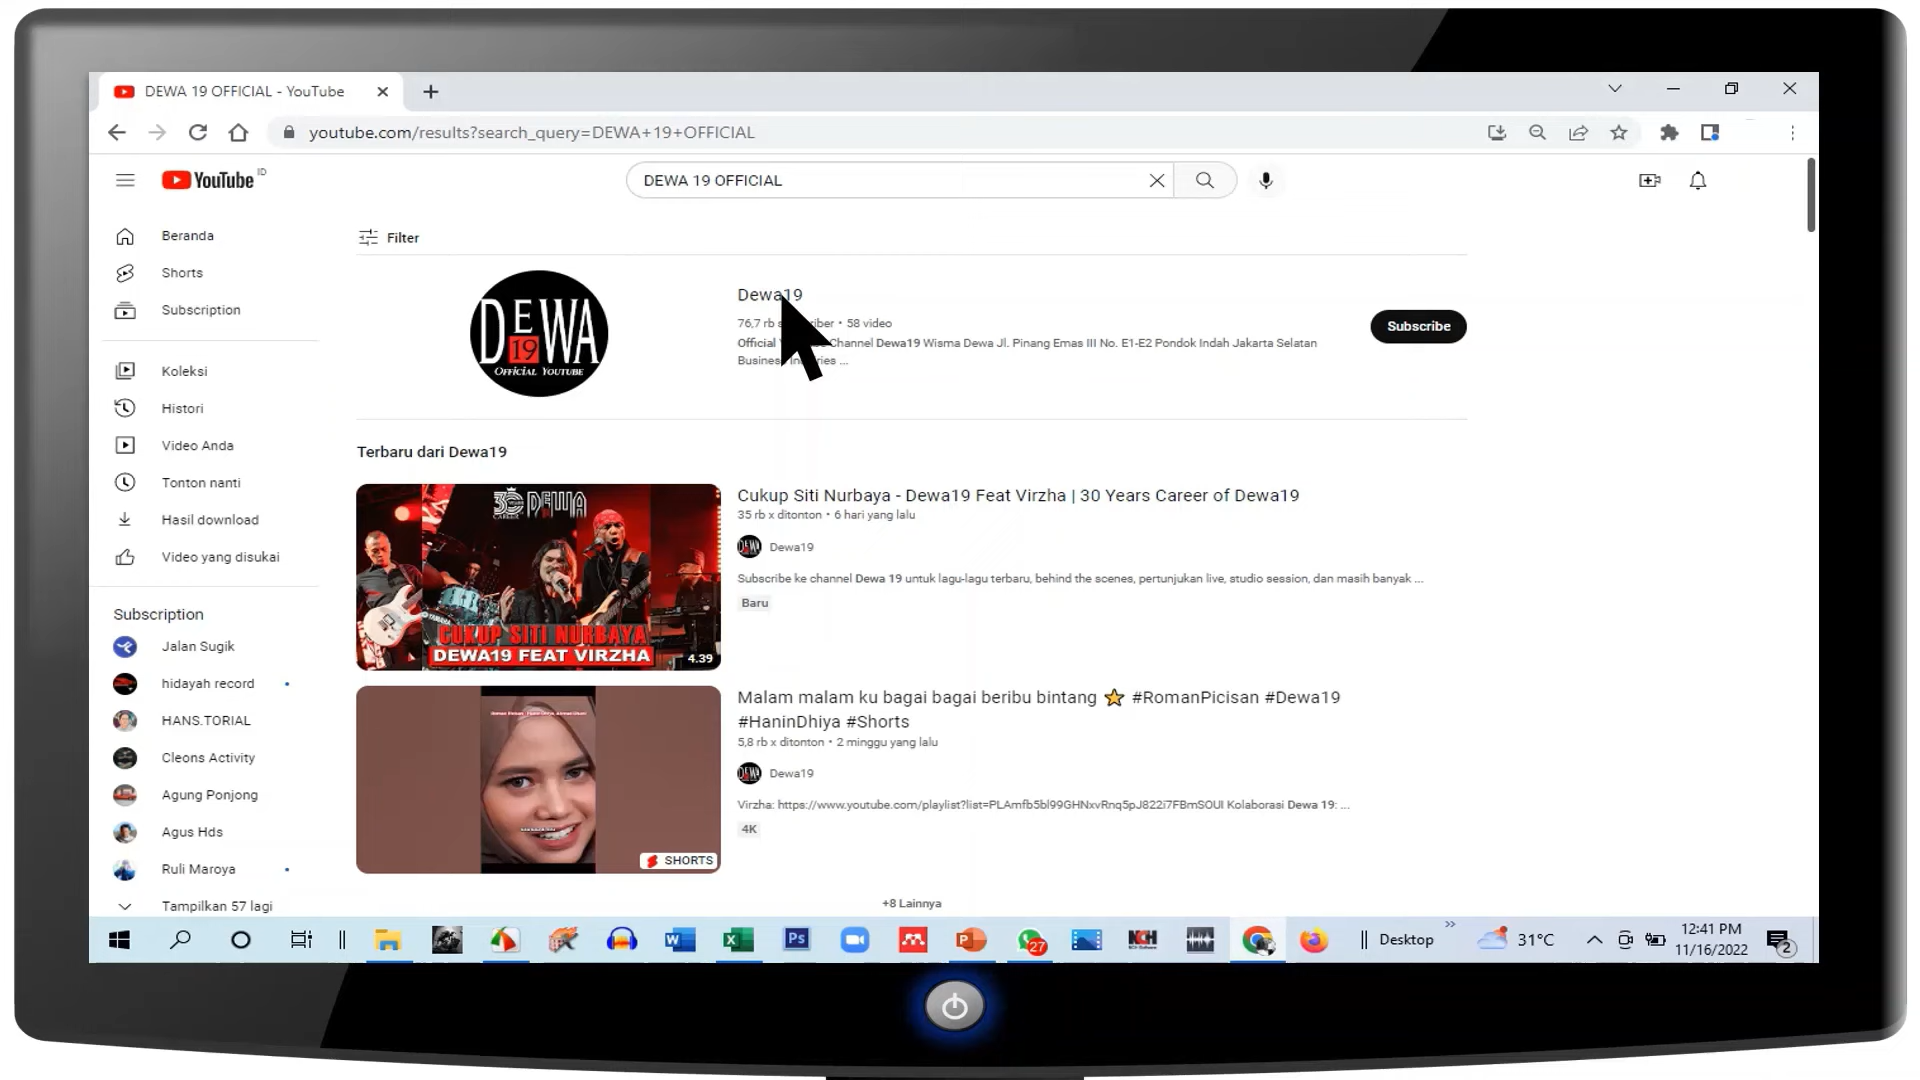 DEWA 19 OFFICIAL - YouTube
youtube.com/results?search_query=DEWA+19+OFFICIAL
YouTube ID
DEWA 19 OFFICIAL
Beranda
Shorts
Subscription
Koleksi
Histori
Video Anda
Tonton nanti
Hasil download
Video yang disukai
Subscription
Jalan Sugik
hidayah record
HANS.TORIAL
Cleons Activity
Agung Ponjong
Agus Hds
Ruli Maroya
Tampilkan 57 lagi
Filter
DEWA
19
OFFICIAL YOUTUBE
Dewa19
76,7 rb • 58 video
Official Channel Dewa19 Wisma Dewa Jl. Pinang Emas III No. E1-E2 Pondok Indah Jakarta Selatan
...
Subscribe
Terbaru dari Dewa19
30 DEWA
CUKUP SITI NURBAYA
DEWA19 FEAT VIRZHA
4.39
Cukup Siti Nurbaya - Dewa19 Feat Virzha | 30 Years Career of Dewa19
35 rb x ditonton • 6 hari yang lalu
Dewa19
Subscribe ke channel Dewa 19 untuk lagu-lagu terbaru, behind the scenes, pertunjukan live, studio session, dan masih banyak ...
Baru
SHORTS
Malam malam ku bagai bagai beribu bintang ⭐ #RomanPicisan #Dewa19
#HaninDhiya #Shorts
5,8 rb x ditonton • 2 minggu yang lalu
Dewa19
Virzha: https://www.youtube.com/playlist?list=PLAmfb5bl99GHNxvRnq5pJ822i7FBmSOUI Kolaborasi Dewa 19: ...
4K
+8 Lainnya
Ps
27
NCH
Desktop
31°C
12:41 PM
11/16/2022
2